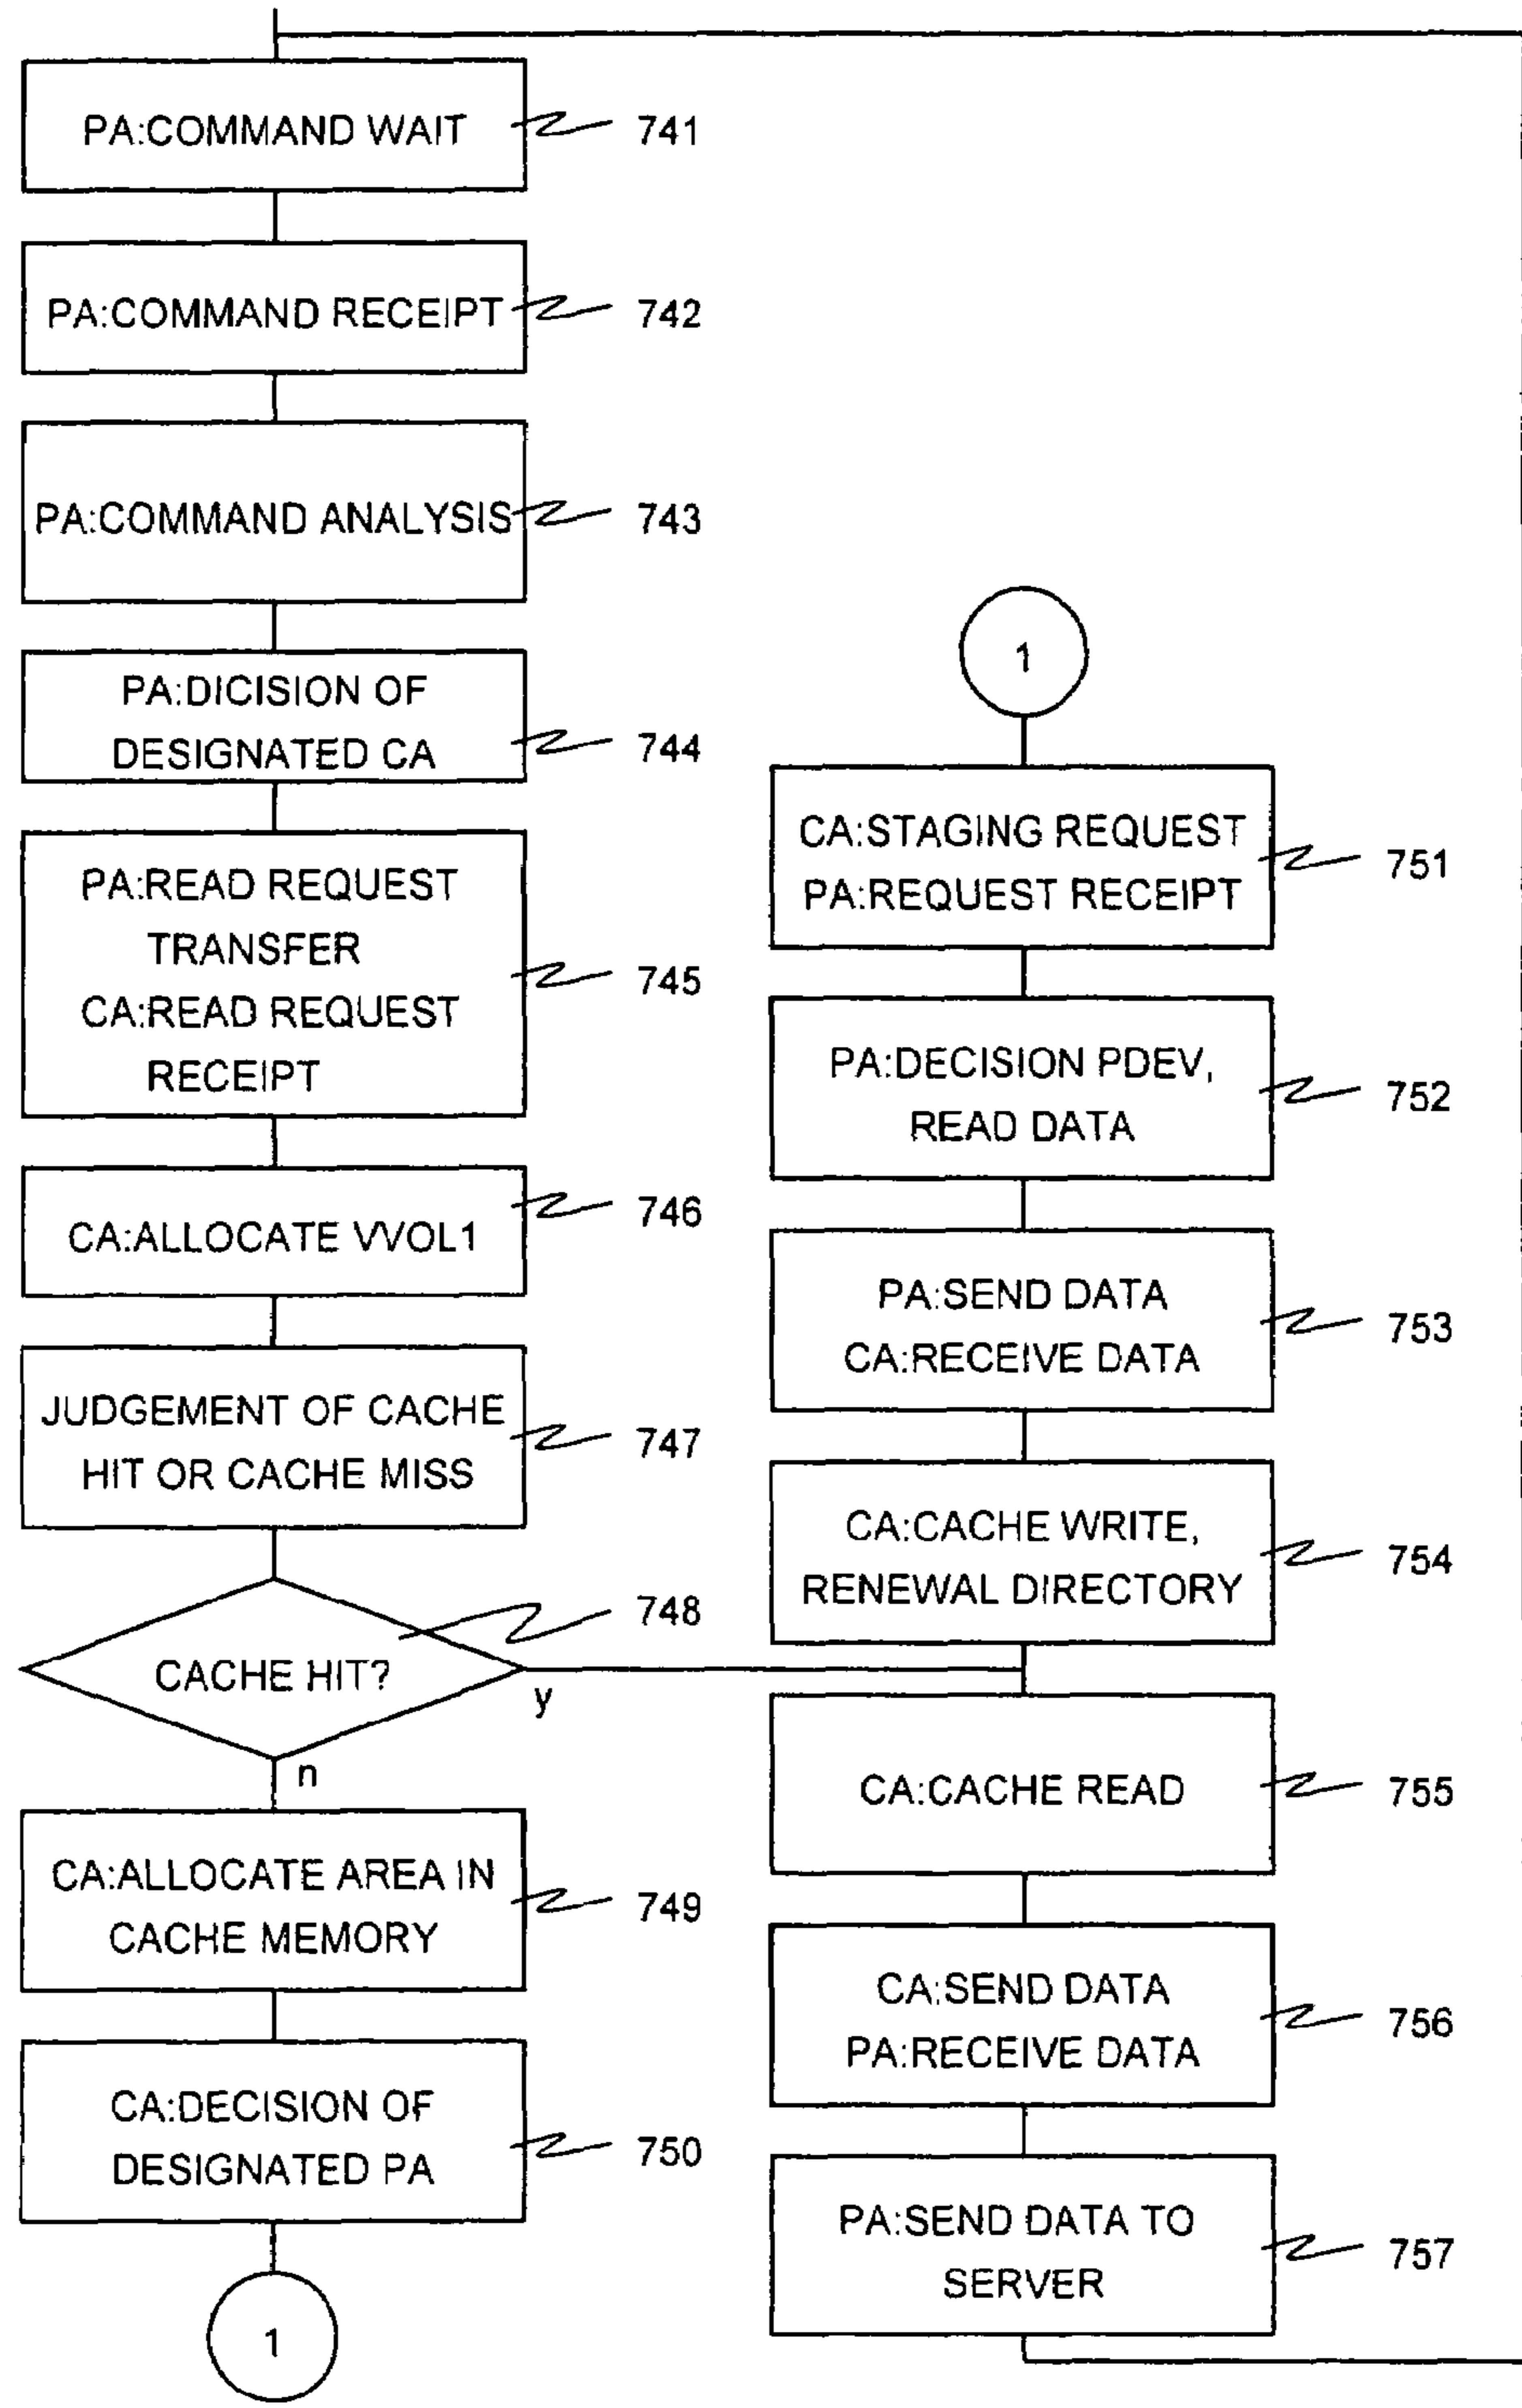 PA:COMMAND WAIT
741
PA:COMMAND RECEIPT
742
PA:COMMAND ANALYSIS
743
PA:DICISION OF
DESIGNATED CA
744
PA:READ REQUEST
TRANSFER
CA:READ REQUEST
RECEIPT
745
CA:ALLOCATE VVOL1
746
JUDGEMENT OF CACHE
HIT OR CACHE MISS
747
CACHE HIT?
748
y
n
CA:ALLOCATE AREA IN
CACHE MEMORY
749
CA:DECISION OF
DESIGNATED PA
750
1
1
CA:STAGING REQUEST
PA:REQUEST RECEIPT
751
PA:DECISION PDEV,
READ DATA
752
PA:SEND DATA
CA:RECEIVE DATA
753
CA:CACHE WRITE,
RENEWAL DIRECTORY
754
CA:CACHE READ
755
CA:SEND DATA
PA:RECEIVE DATA
756
PA:SEND DATA TO
SERVER
757